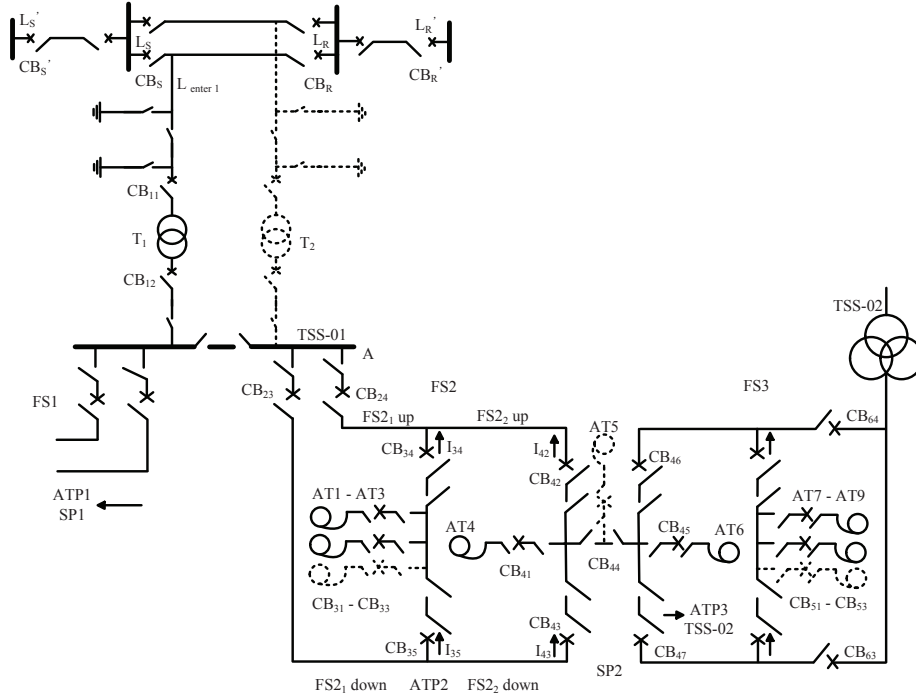 L_S'
L_R'
L_S
L_R
CB_S'
CB_S
CB_R
CB_R'
L enter 1
CB_11
T_1
T_2
CB_12
TSS-01
TSS-02
A
CB_23
CB_24
FS1
FS2
FS3
FS2_1 up
FS2_2 up
AT5
CB_64
CB_34
I_34
I_42
CB_42
CB_46
ATP1
SP1
AT1 - AT3
AT4
CB_45
AT6
AT7 - AT9
CB_41
CB_44
CB_31 - CB_33
CB_51 - CB_53
CB_43
ATP3
TSS-02
CB_35
I_35
I_43
CB_47
CB_63
SP2
FS2_1 down
ATP2
FS2_2 down